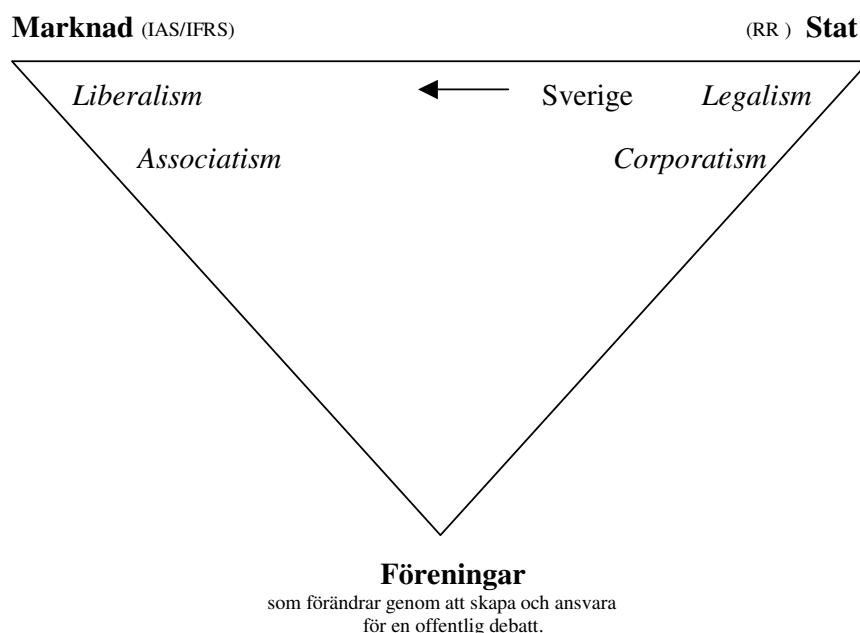 Marknad (IAS/IFRS) (RR ) Stat
Liberalism Sverige Legalism
Associatism Corporatism
Föreningar
som förändrar genom att skapa och ansvara
för en offentlig debatt.